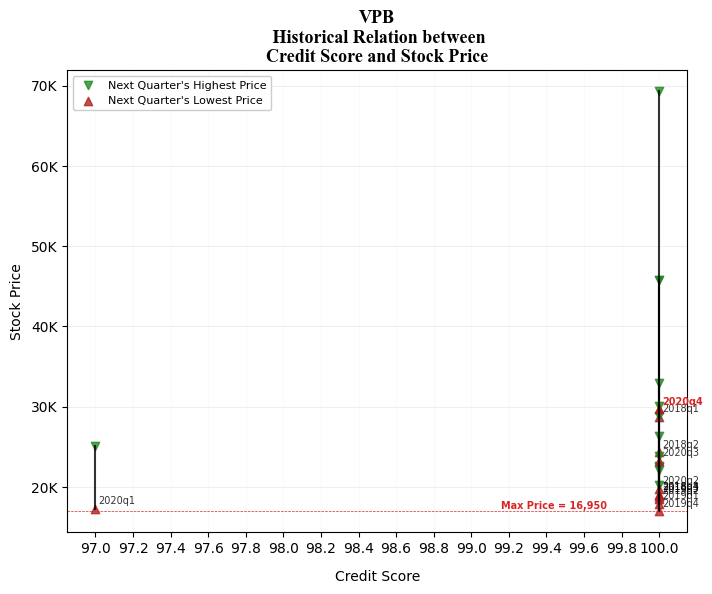 VPB
Historical Relation between
Credit Score and Stock Price
Next Quarter's Highest Price
Next Quarter's Lowest Price
Stock Price
70K
60K
50K
40K
30K
20K
2020q4
2018q1
2018q2
2020q3
2020q2
2019q1
2019q4
2020q1
Max Price = 16,950
97.0 97.2 97.4 97.6 97.8 98.0 98.2 98.4 98.6 98.8 99.0 99.2 99.4 99.6 99.8 100.0
Credit Score